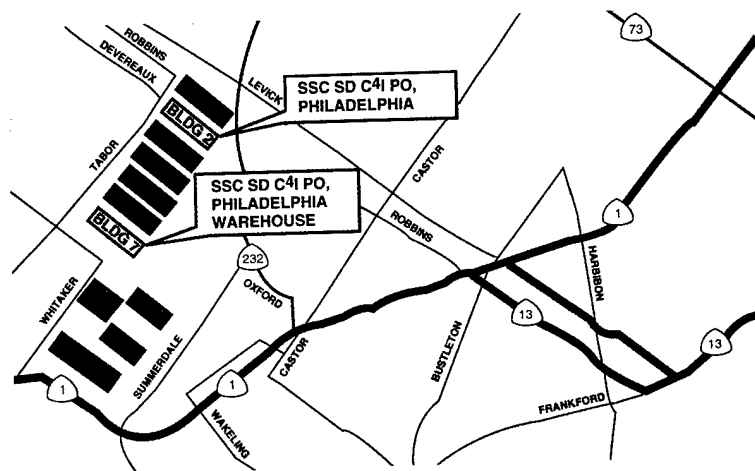 ROBBINS
DEVEREAUX
LEVICK
73
SSC SD C⁴I PO,
PHILADELPHIA
BLDG 2
TABOR
CASTOR
SSC SD C⁴I PO,
PHILADELPHIA
WAREHOUSE
BLDG 7
ROBBINS
1
HARBIBON
232
OXFORD
WHITAKER
13
13
BUSTLETON
SUMMERDALE
CASTOR
1
1
FRANKFORD
WAKELING